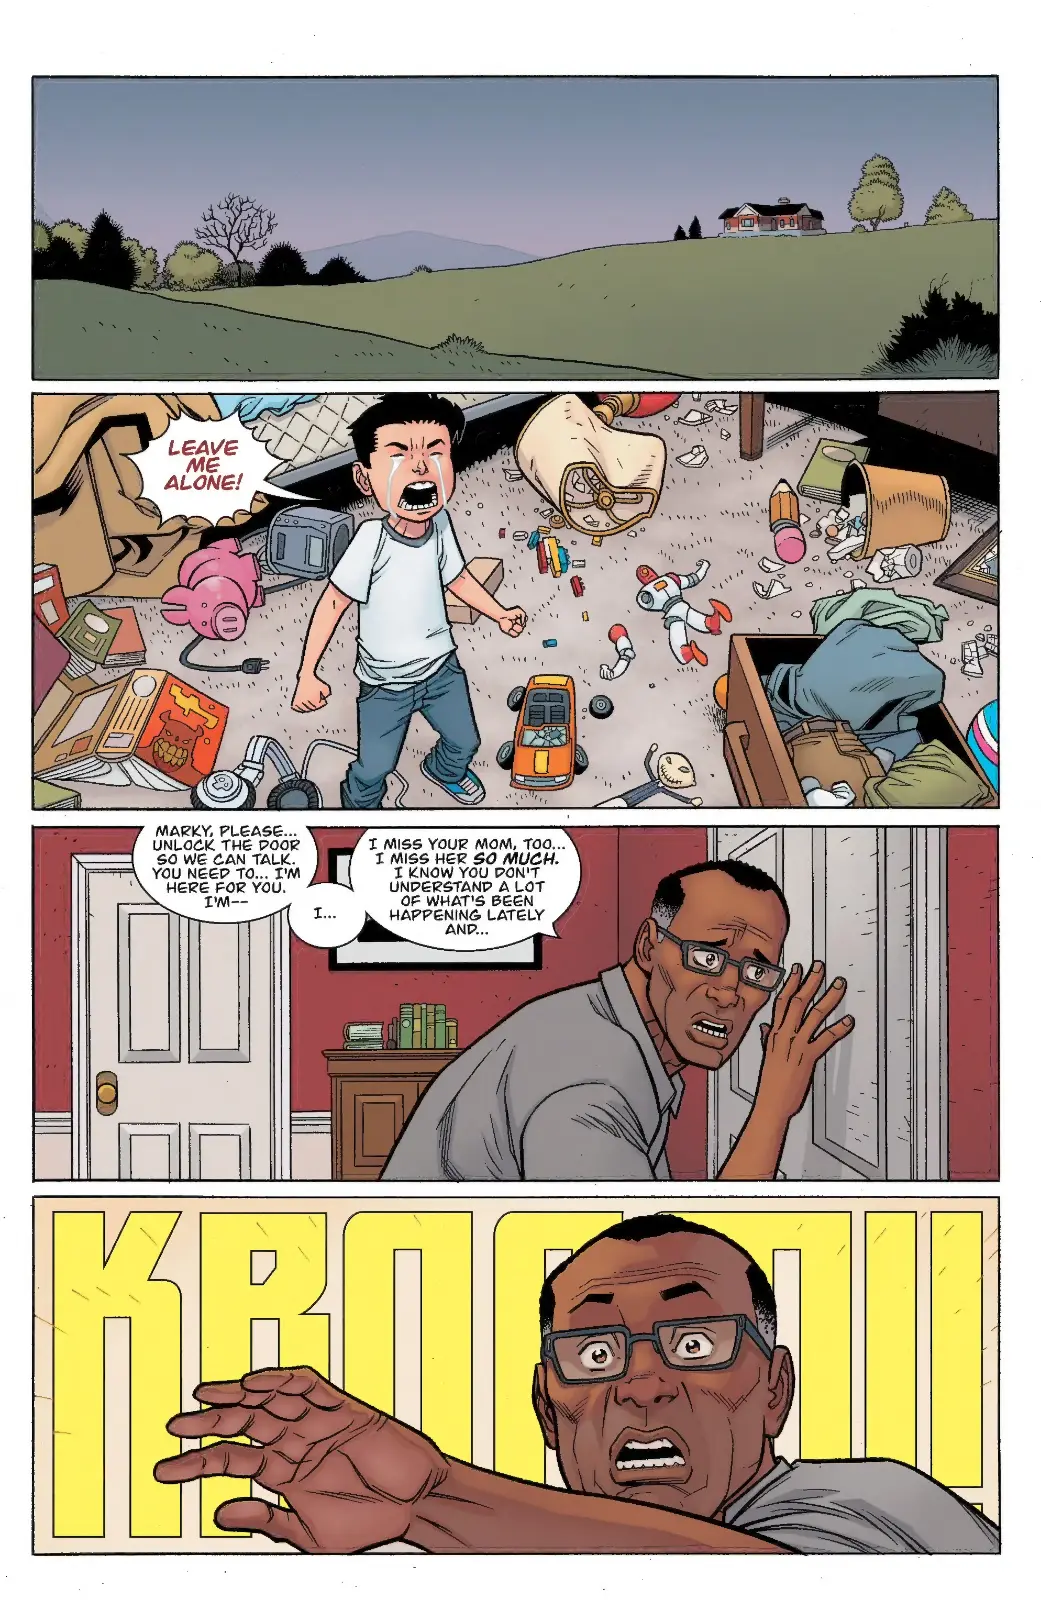 LEAVE
ME
ALONE!
MARKY, PLEASE...
UNLOCK THE DOOR
SO WE CAN TALK.
YOU NEED TO... I'M
HERE FOR YOU.
I'M--
I...
I MISS YOUR MOM, TOO...
I MISS HER SO MUCH.
I KNOW YOU DON'T
UNDERSTAND A LOT
OF WHAT'S BEEN
HAPPENING LATELY
AND...